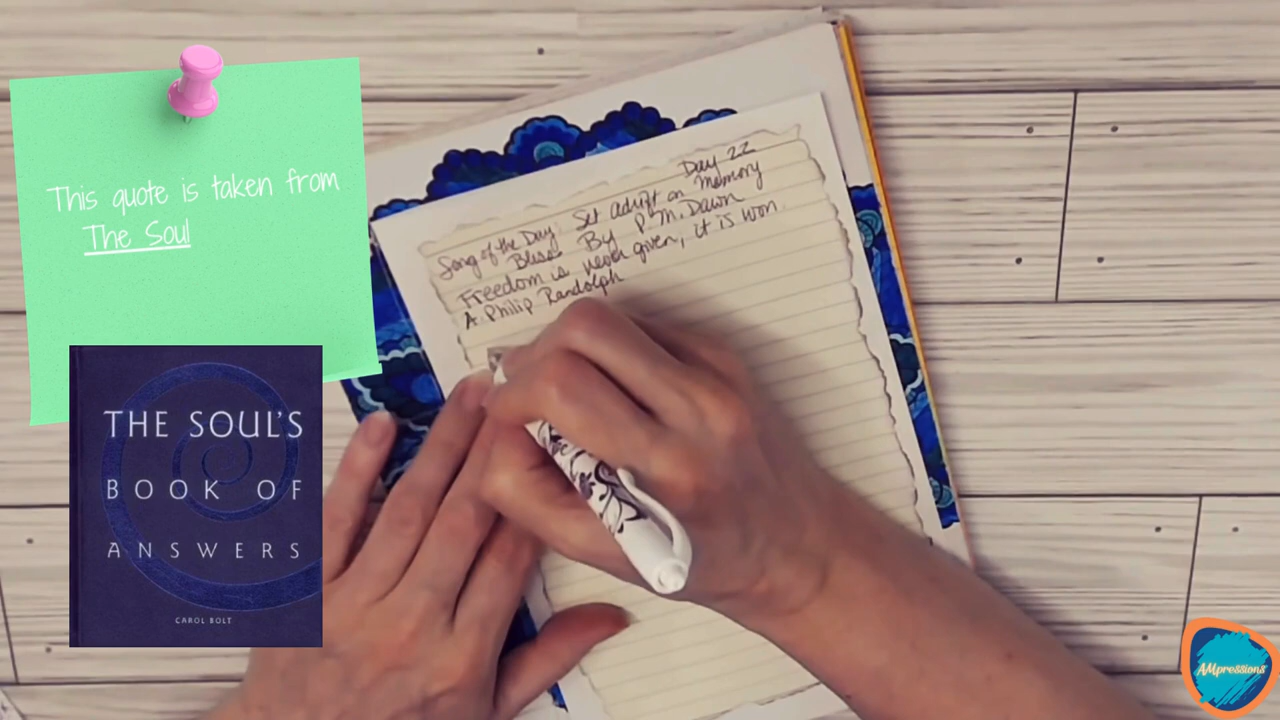 This quote is taken from
The Soul
THE SOUL'S
BOOK OF
ANSWERS
CAROL BOLT
Day 22
Song of the Day: Set adrift on Memory
Bliss By P.M. Dawn
Freedom is never given, it is won.
A. Philip Randolph
AMpressions